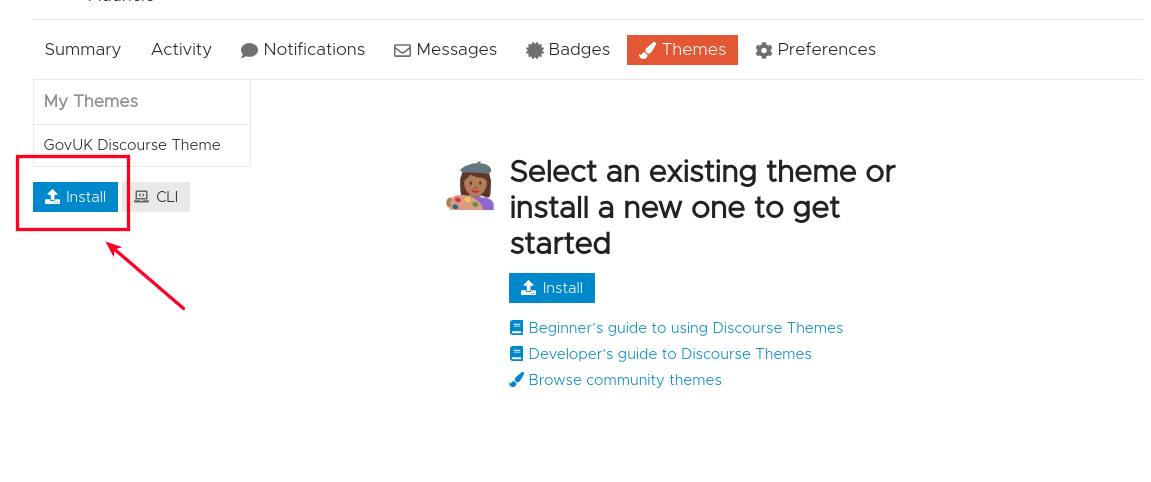 Summary Activity Notifications Messages Badges Themes Preferences
My Themes
GovUK Discourse Theme
Install CLI
Select an existing theme or
install a new one to get
started
Install
Beginner's guide to using Discourse Themes
Developer's guide to Discourse Themes
Browse community themes